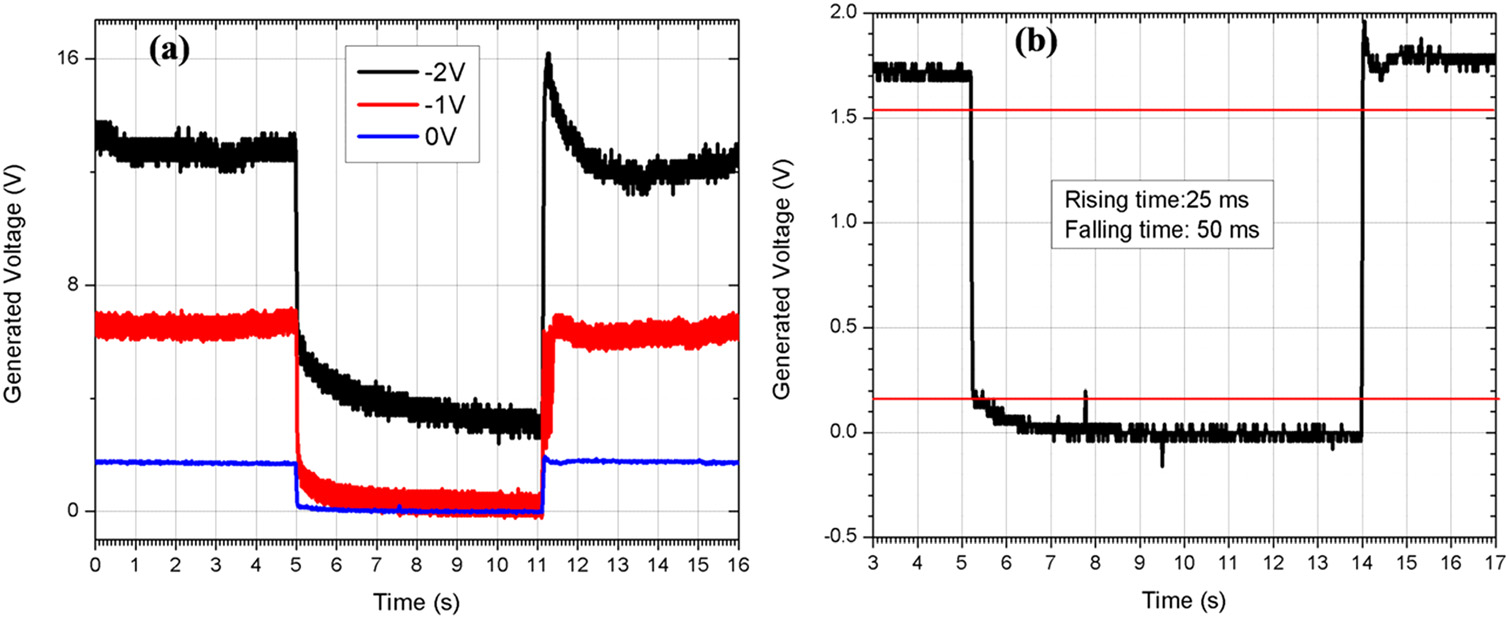 (a)
-2V
-1V
0V
16
8
0
Generated Voltage (V)
0 1 2 3 4 5 6 7 8 9 10 11 12 13 14 15 16
Time (s)
(b)
2.0
1.5
1.0
0.5
0.0
-0.5
Generated Voltage (V)
Rising time:25 ms
Falling time: 50 ms
3 4 5 6 7 8 9 10 11 12 13 14 15 16 17
Time (s)